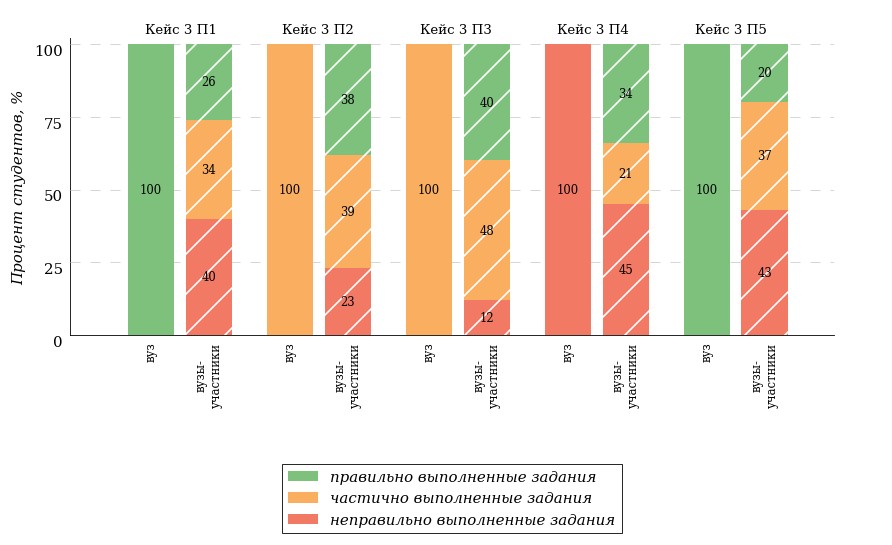 Кейс 3 П1 Кейс 3 П2 Кейс 3 П3 Кейс 3 П4 Кейс 3 П5
Процент студентов, %
100
75
50
25
0
100
26
34
40
100
38
39
23
100
40
48
12
100
34
21
45
100
20
37
43
вуз
вузы-
участники
вуз
вузы-
участники
вуз
вузы-
участники
вуз
вузы-
участники
вуз
вузы-
участники
правильно выполненные задания
частично выполненные задания
неправильно выполненные задания